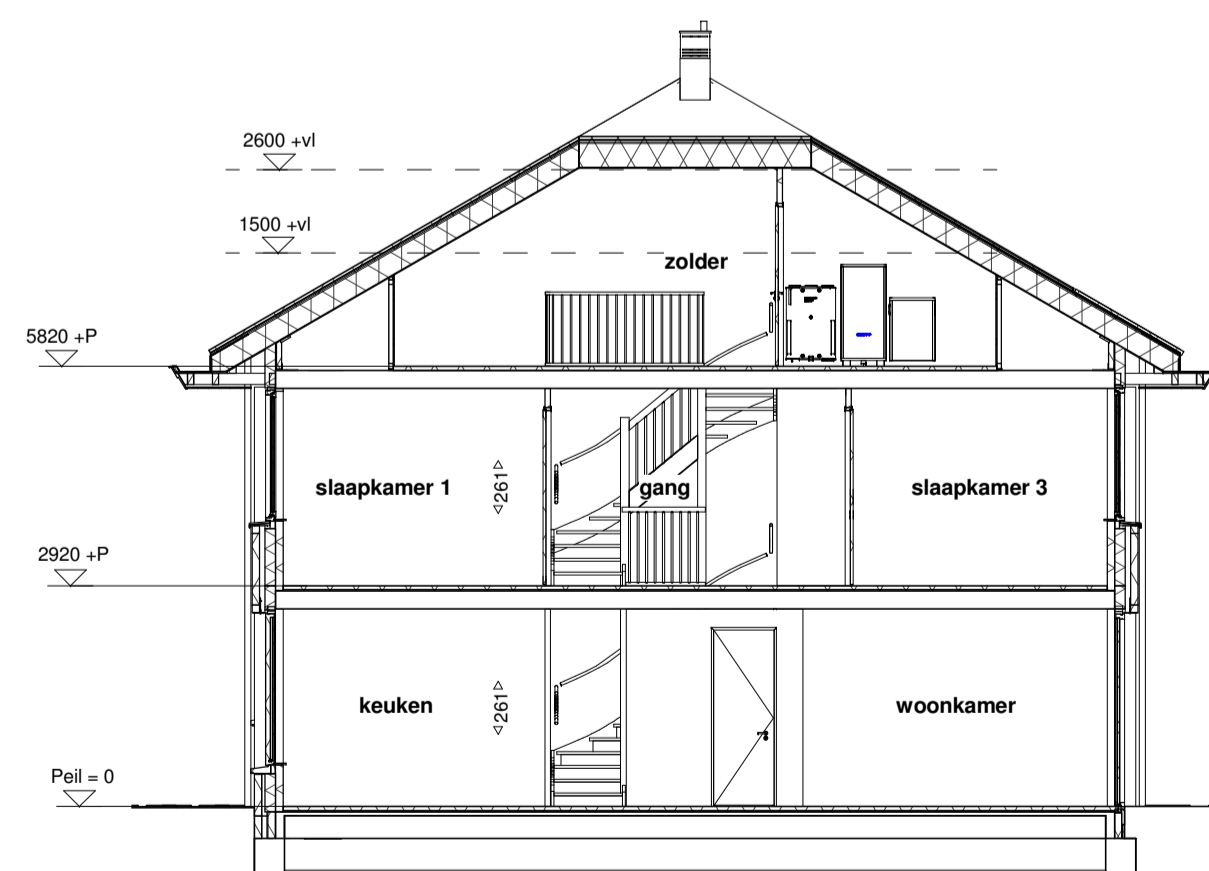 2600 +vl
1500 +vl
zolder
5820 +P
slaapkamer 1
261
gang
slaapkamer 3
2920 +P
keuken
261
woonkamer
Peil = 0